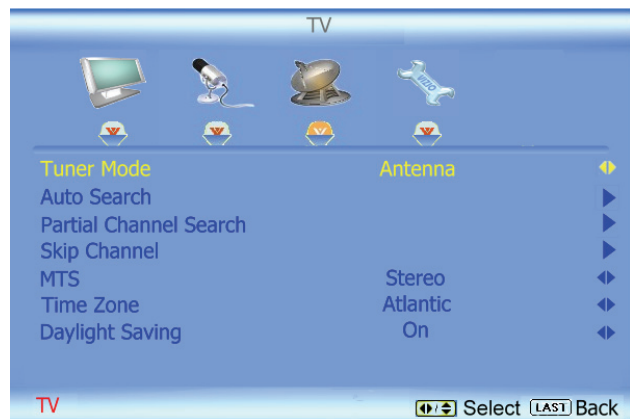 TV
VIZIO
Tuner Mode Antenna
Auto Search
Partial Channel Search
Skip Channel
MTS Stereo
Time Zone Atlantic
Daylight Saving On
TV Select LAST Back